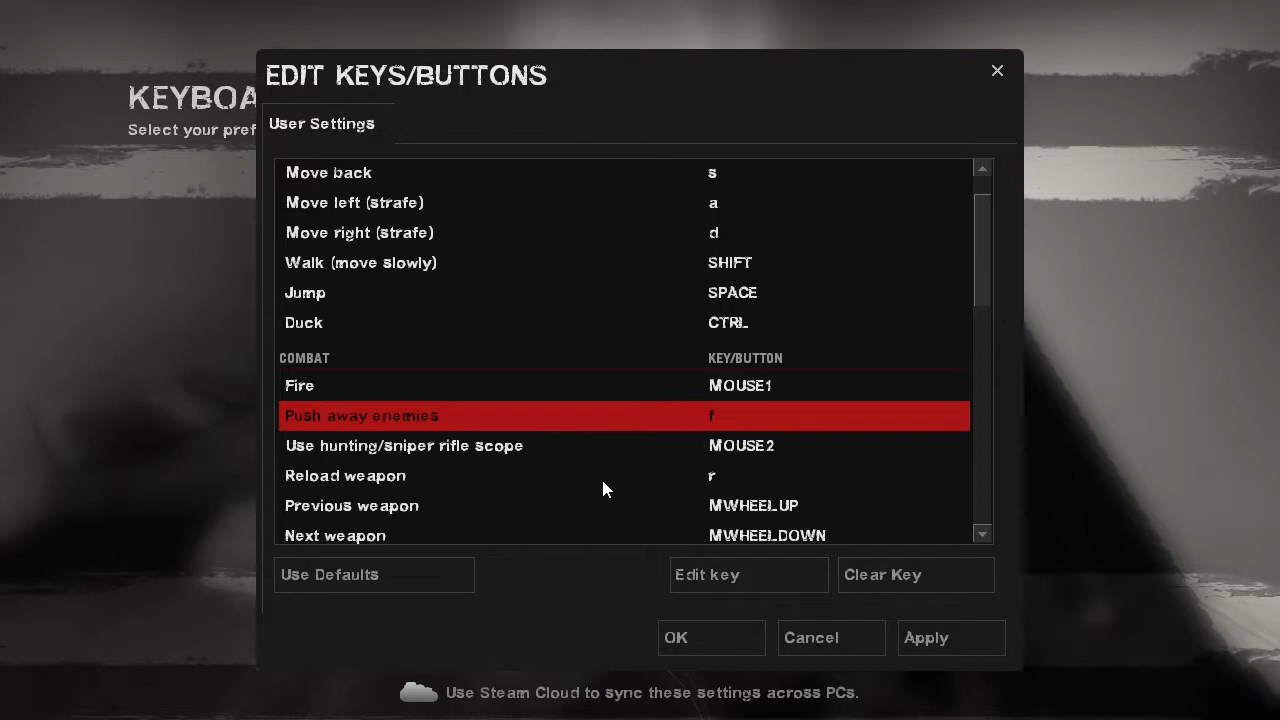 EDIT KEYS/BUTTONS
KEYBOA
Select your pref
User Settings
Move back s
Move left (strafe) a
Move right (strafe) d
Walk (move slowly) SHIFT
Jump SPACE
Duck CTRL
COMBAT KEY/BUTTON
Fire MOUSE1
Push away enemies f
Use hunting/sniper rifle scope MOUSE2
Reload weapon r
Previous weapon MWHEELUP
Next weapon MWHEELDOWN
Use Defaults Edit key Clear Key
OK Cancel Apply
Use Steam Cloud to sync these settings across PCs.